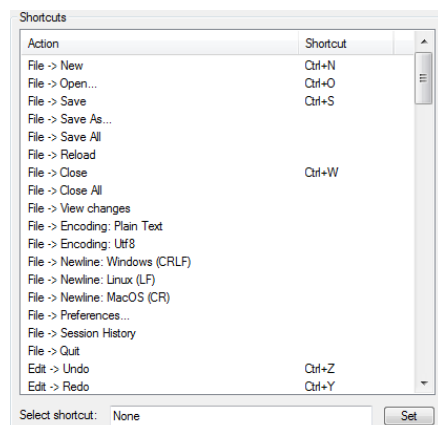 Shortcuts
Action Shortcut
File -> New Ctrl+N
File -> Open... Ctrl+O
File -> Save Ctrl+S
File -> Save As...
File -> Save All
File -> Reload
File -> Close Ctrl+W
File -> Close All
File -> View changes
File -> Encoding: Plain Text
File -> Encoding: Utf8
File -> Newline: Windows (CRLF)
File -> Newline: Linux (LF)
File -> Newline: MacOS (CR)
File -> Preferences...
File -> Session History
File -> Quit
Edit -> Undo Ctrl+Z
Edit -> Redo Ctrl+Y
Select shortcut: None Set